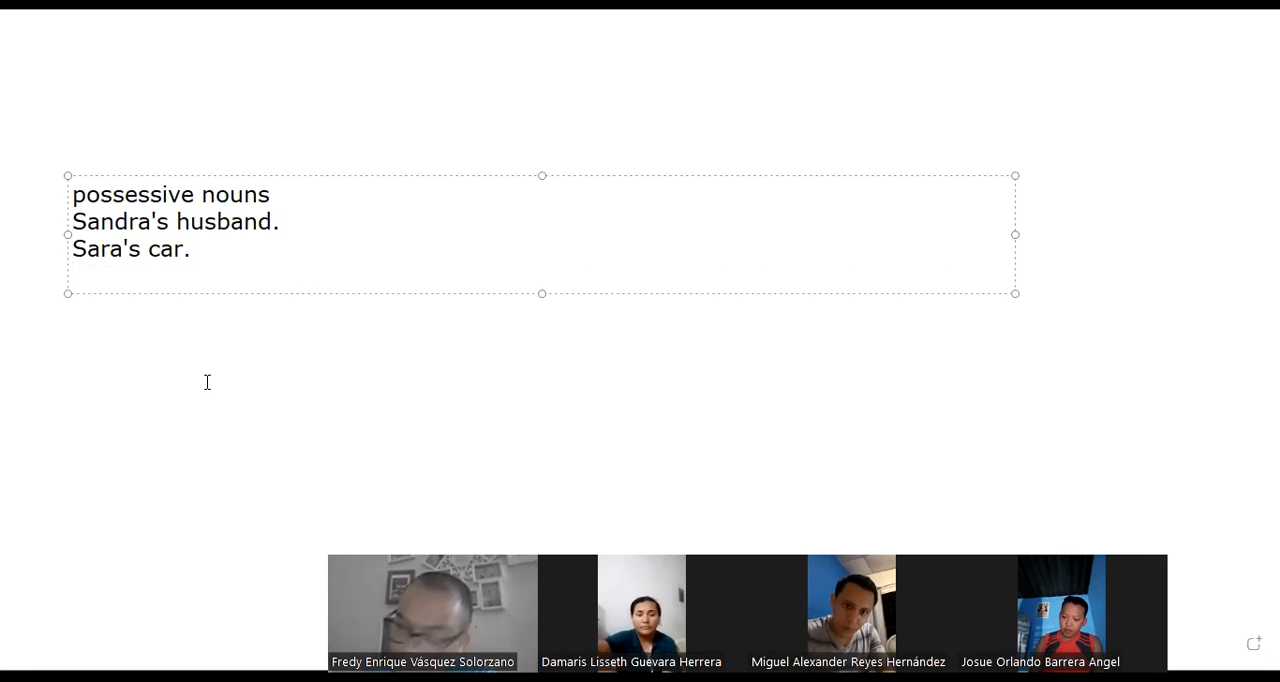 possessive nouns
Sandra's husband.
Sara's car.
Fredy Enrique Vásquez Solorzano
Damaris Lisseth Guevara Herrera
Miguel Alexander Reyes Hernández
Josue Orlando Barrera Angel